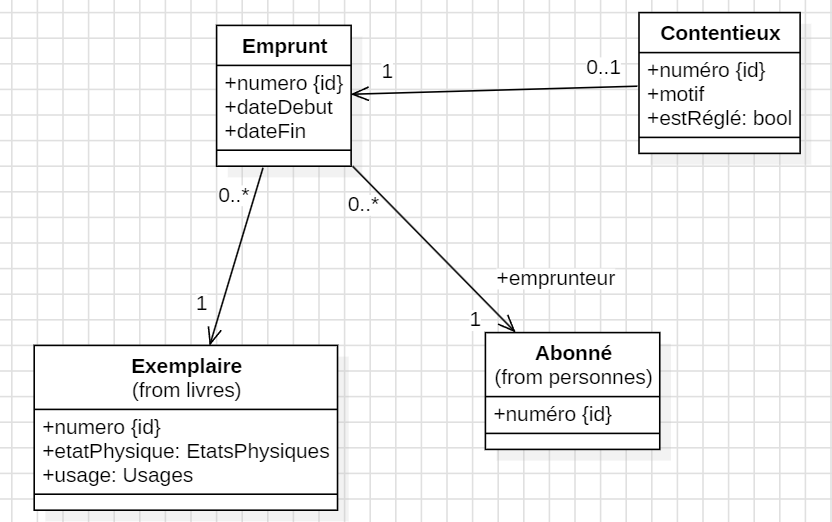 Emprunt
+numero {id}
+dateDebut
+dateFin
1
0..1
Contentieux
+numéro {id}
+motif
+estRéglé: bool
0..*
0..*
+emprunteur
1
1
Exemplaire
(from livres)
+numero {id}
+etatPhysique: EtatsPhysiques
+usage: Usages
Abonné
(from personnes)
+numéro {id}